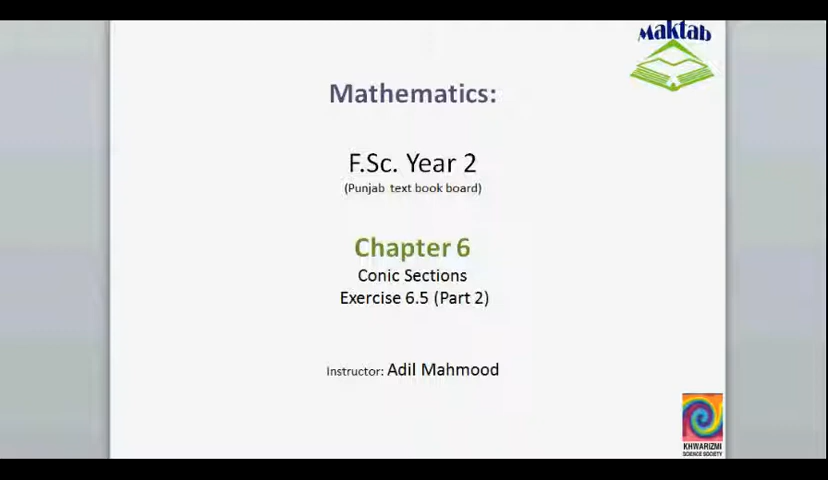 Maktab
Mathematics:
F.Sc. Year 2
(Punjab text book board)
Chapter 6
Conic Sections
Exercise 6.5 (Part 2)
Instructor: Adil Mahmood
KHWARIZMI
SCIENCE SOCIETY